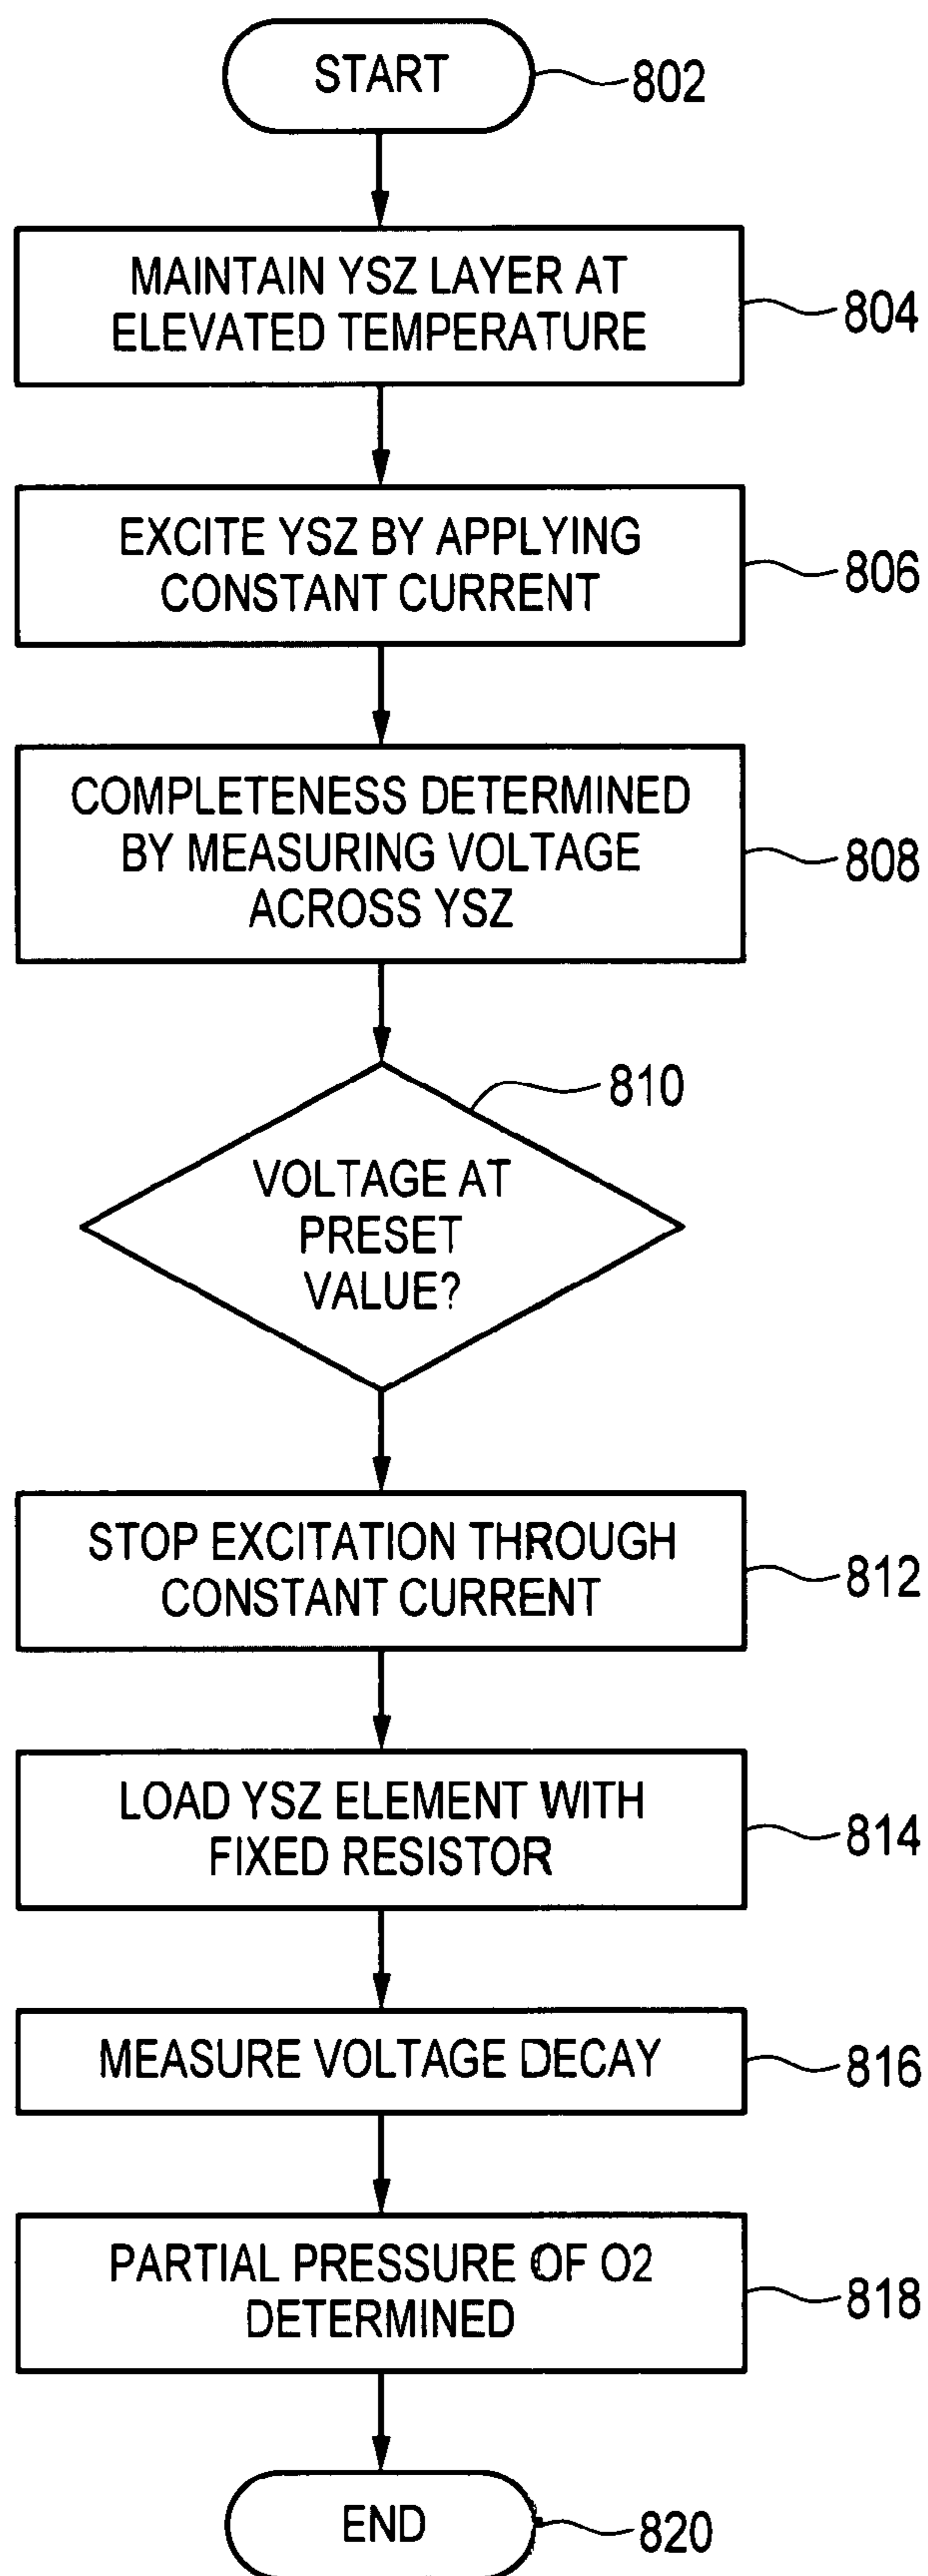 START
802
MAINTAIN YSZ LAYER AT
ELEVATED TEMPERATURE
804
EXCITE YSZ BY APPLYING
CONSTANT CURRENT
806
COMPLETENESS DETERMINED
BY MEASURING VOLTAGE
ACROSS YSZ
808
810
VOLTAGE AT
PRESET
VALUE?
STOP EXCITATION THROUGH
CONSTANT CURRENT
812
LOAD YSZ ELEMENT WITH
FIXED RESISTOR
814
MEASURE VOLTAGE DECAY
816
PARTIAL PRESSURE OF O2
DETERMINED
818
END
820